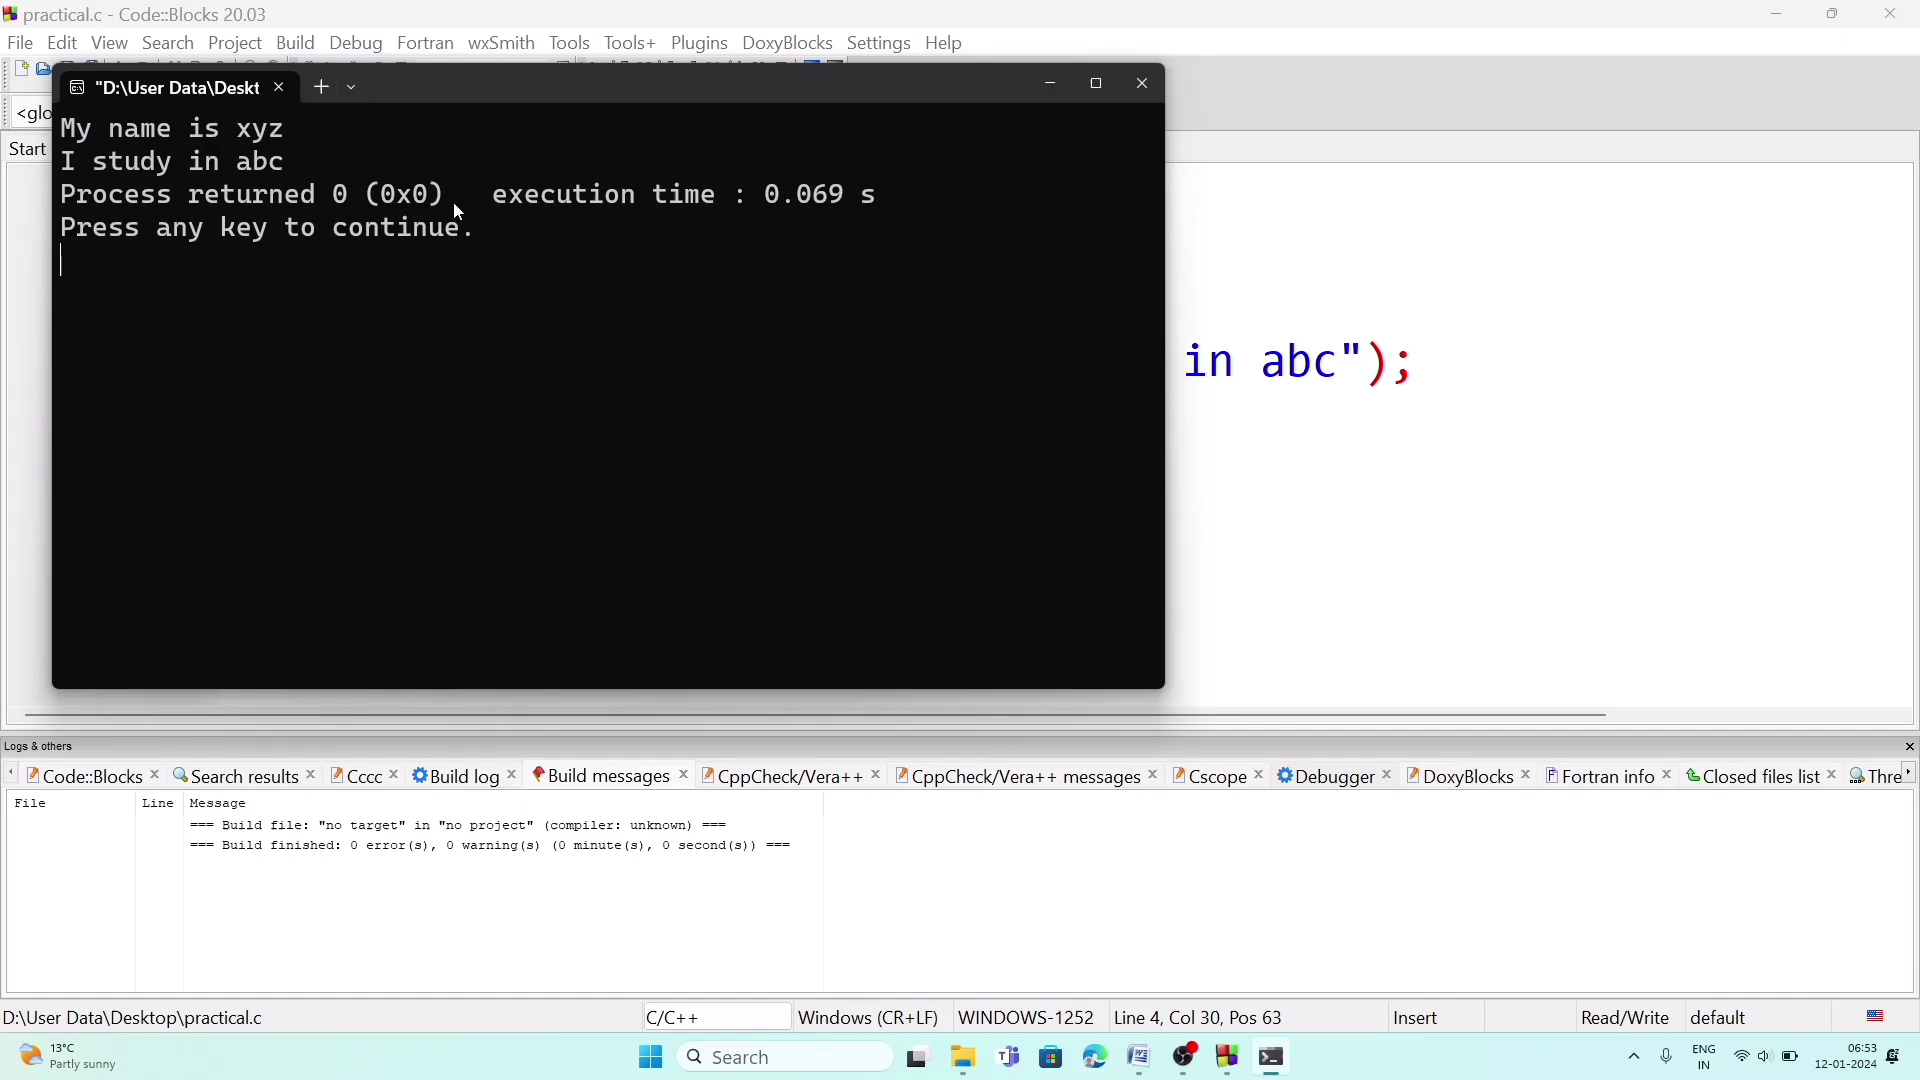 practical.c - Code::Blocks 20.03
File Edit View Search Project Build Debug Fortran wxSmith Tools Tools+ Plugins DoxyBlocks Settings Help
"D:\User Data\Deskt
<glo
Start
My name is xyz
I study in abc
Process returned 0 (0x0)   execution time : 0.069 s
Press any key to continue.
in abc");
Logs & others
Code::Blocks Search results Cccc Build log Build messages CppCheck/Vera++ CppCheck/Vera++ messages Cscope Debugger DoxyBlocks Fortran info Closed files list Thre
File Line Message
=== Build file: "no target" in "no project" (compiler: unknown) ===
=== Build finished: 0 error(s), 0 warning(s) (0 minute(s), 0 second(s)) ===
D:\User Data\Desktop\practical.c C/C++ Windows (CR+LF) WINDOWS-1252 Line 4, Col 30, Pos 63 Insert Read/Write default
13°C
Partly sunny
Search
ENG
IN
06:53
12-01-2024